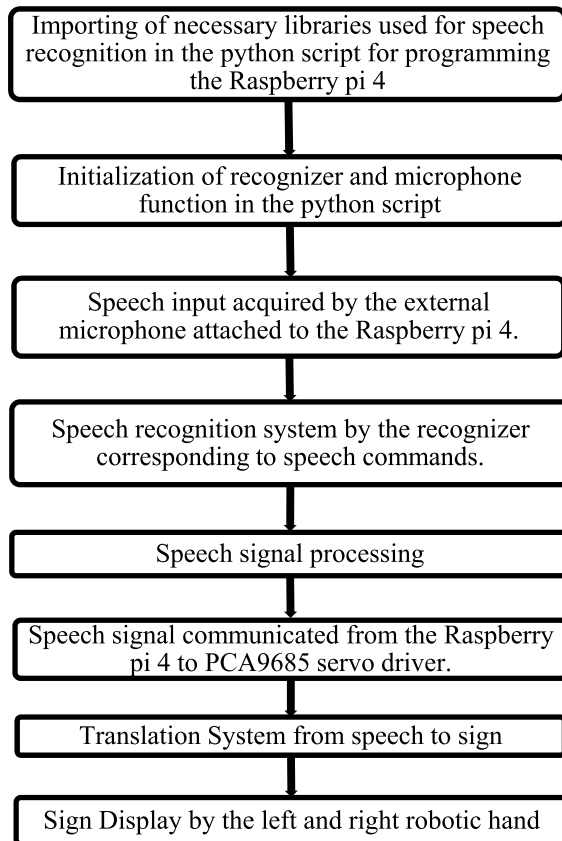 Importing of necessary libraries used for speech
recognition in the python script for programming
the Raspberry pi 4
Initialization of recognizer and microphone
function in the python script
Speech input acquired by the external
microphone attached to the Raspberry pi 4.
Speech recognition system by the recognizer
corresponding to speech commands.
Speech signal processing
Speech signal communicated from the Raspberry
pi 4 to PCA9685 servo driver.
Translation System from speech to sign
Sign Display by the left and right robotic hand